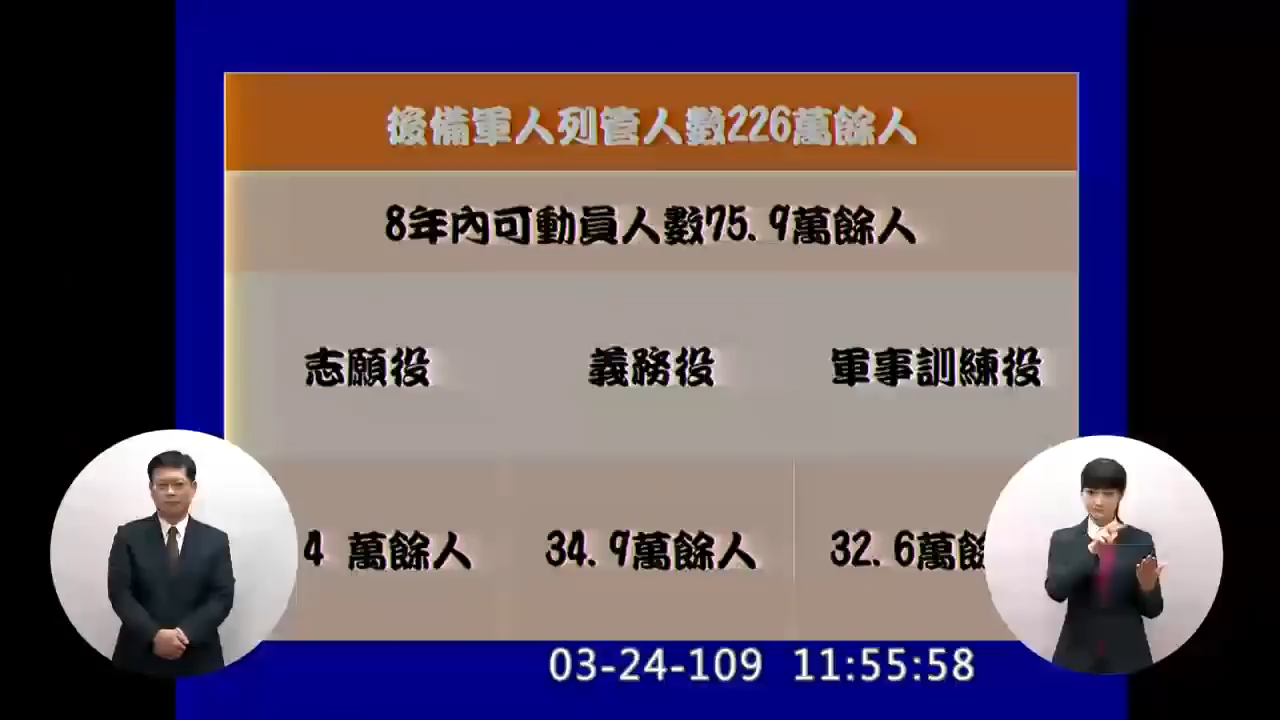 後備軍人列管人數226萬餘人
8年內可動員人數75.9萬餘人
志願役 義務役 軍事訓練役
4 萬餘人 34.9萬餘人 32.6萬餘
03-24-109 11:55:58